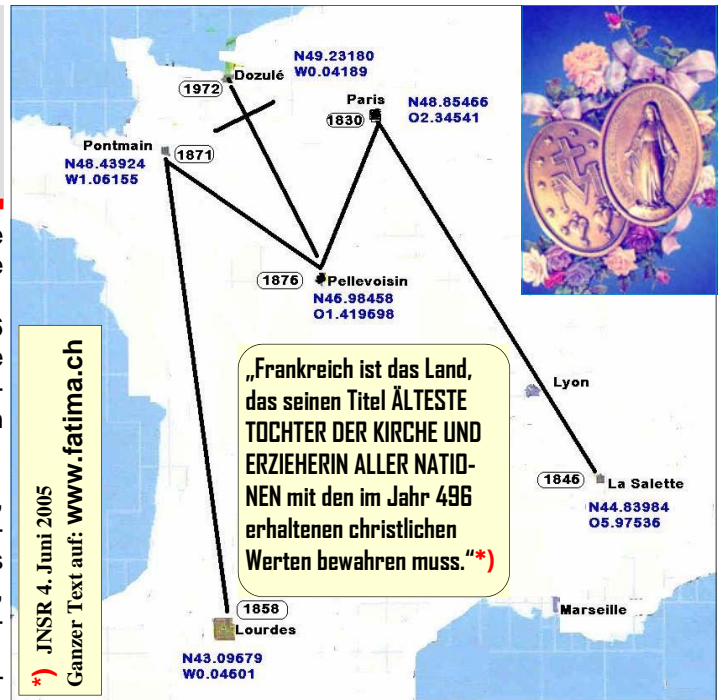 N49.23180
W0.04189
Dozulé
1972
Paris
1830
N48.85466
O2.34541
Pontmain
1871
N48.43924
W1.06155
1876
Pellevoisin
N46.98458
O1.419698
„Frankreich ist das Land,
das seinen Titel ÄLTESTE
TOCHTER DER KIRCHE UND
ERZIEHERIN ALLER NATIO-
NEN mit den im Jahr 496
erhaltenen christlichen
Werten bewahren muss.“*)
Lyon
1846
La Salette
N44.83984
O5.97536
Marseille
1858
Lourdes
N43.09679
W0.04601
*) JNSR 4. Juni 2005
Ganzer Text auf: www.fatima.ch